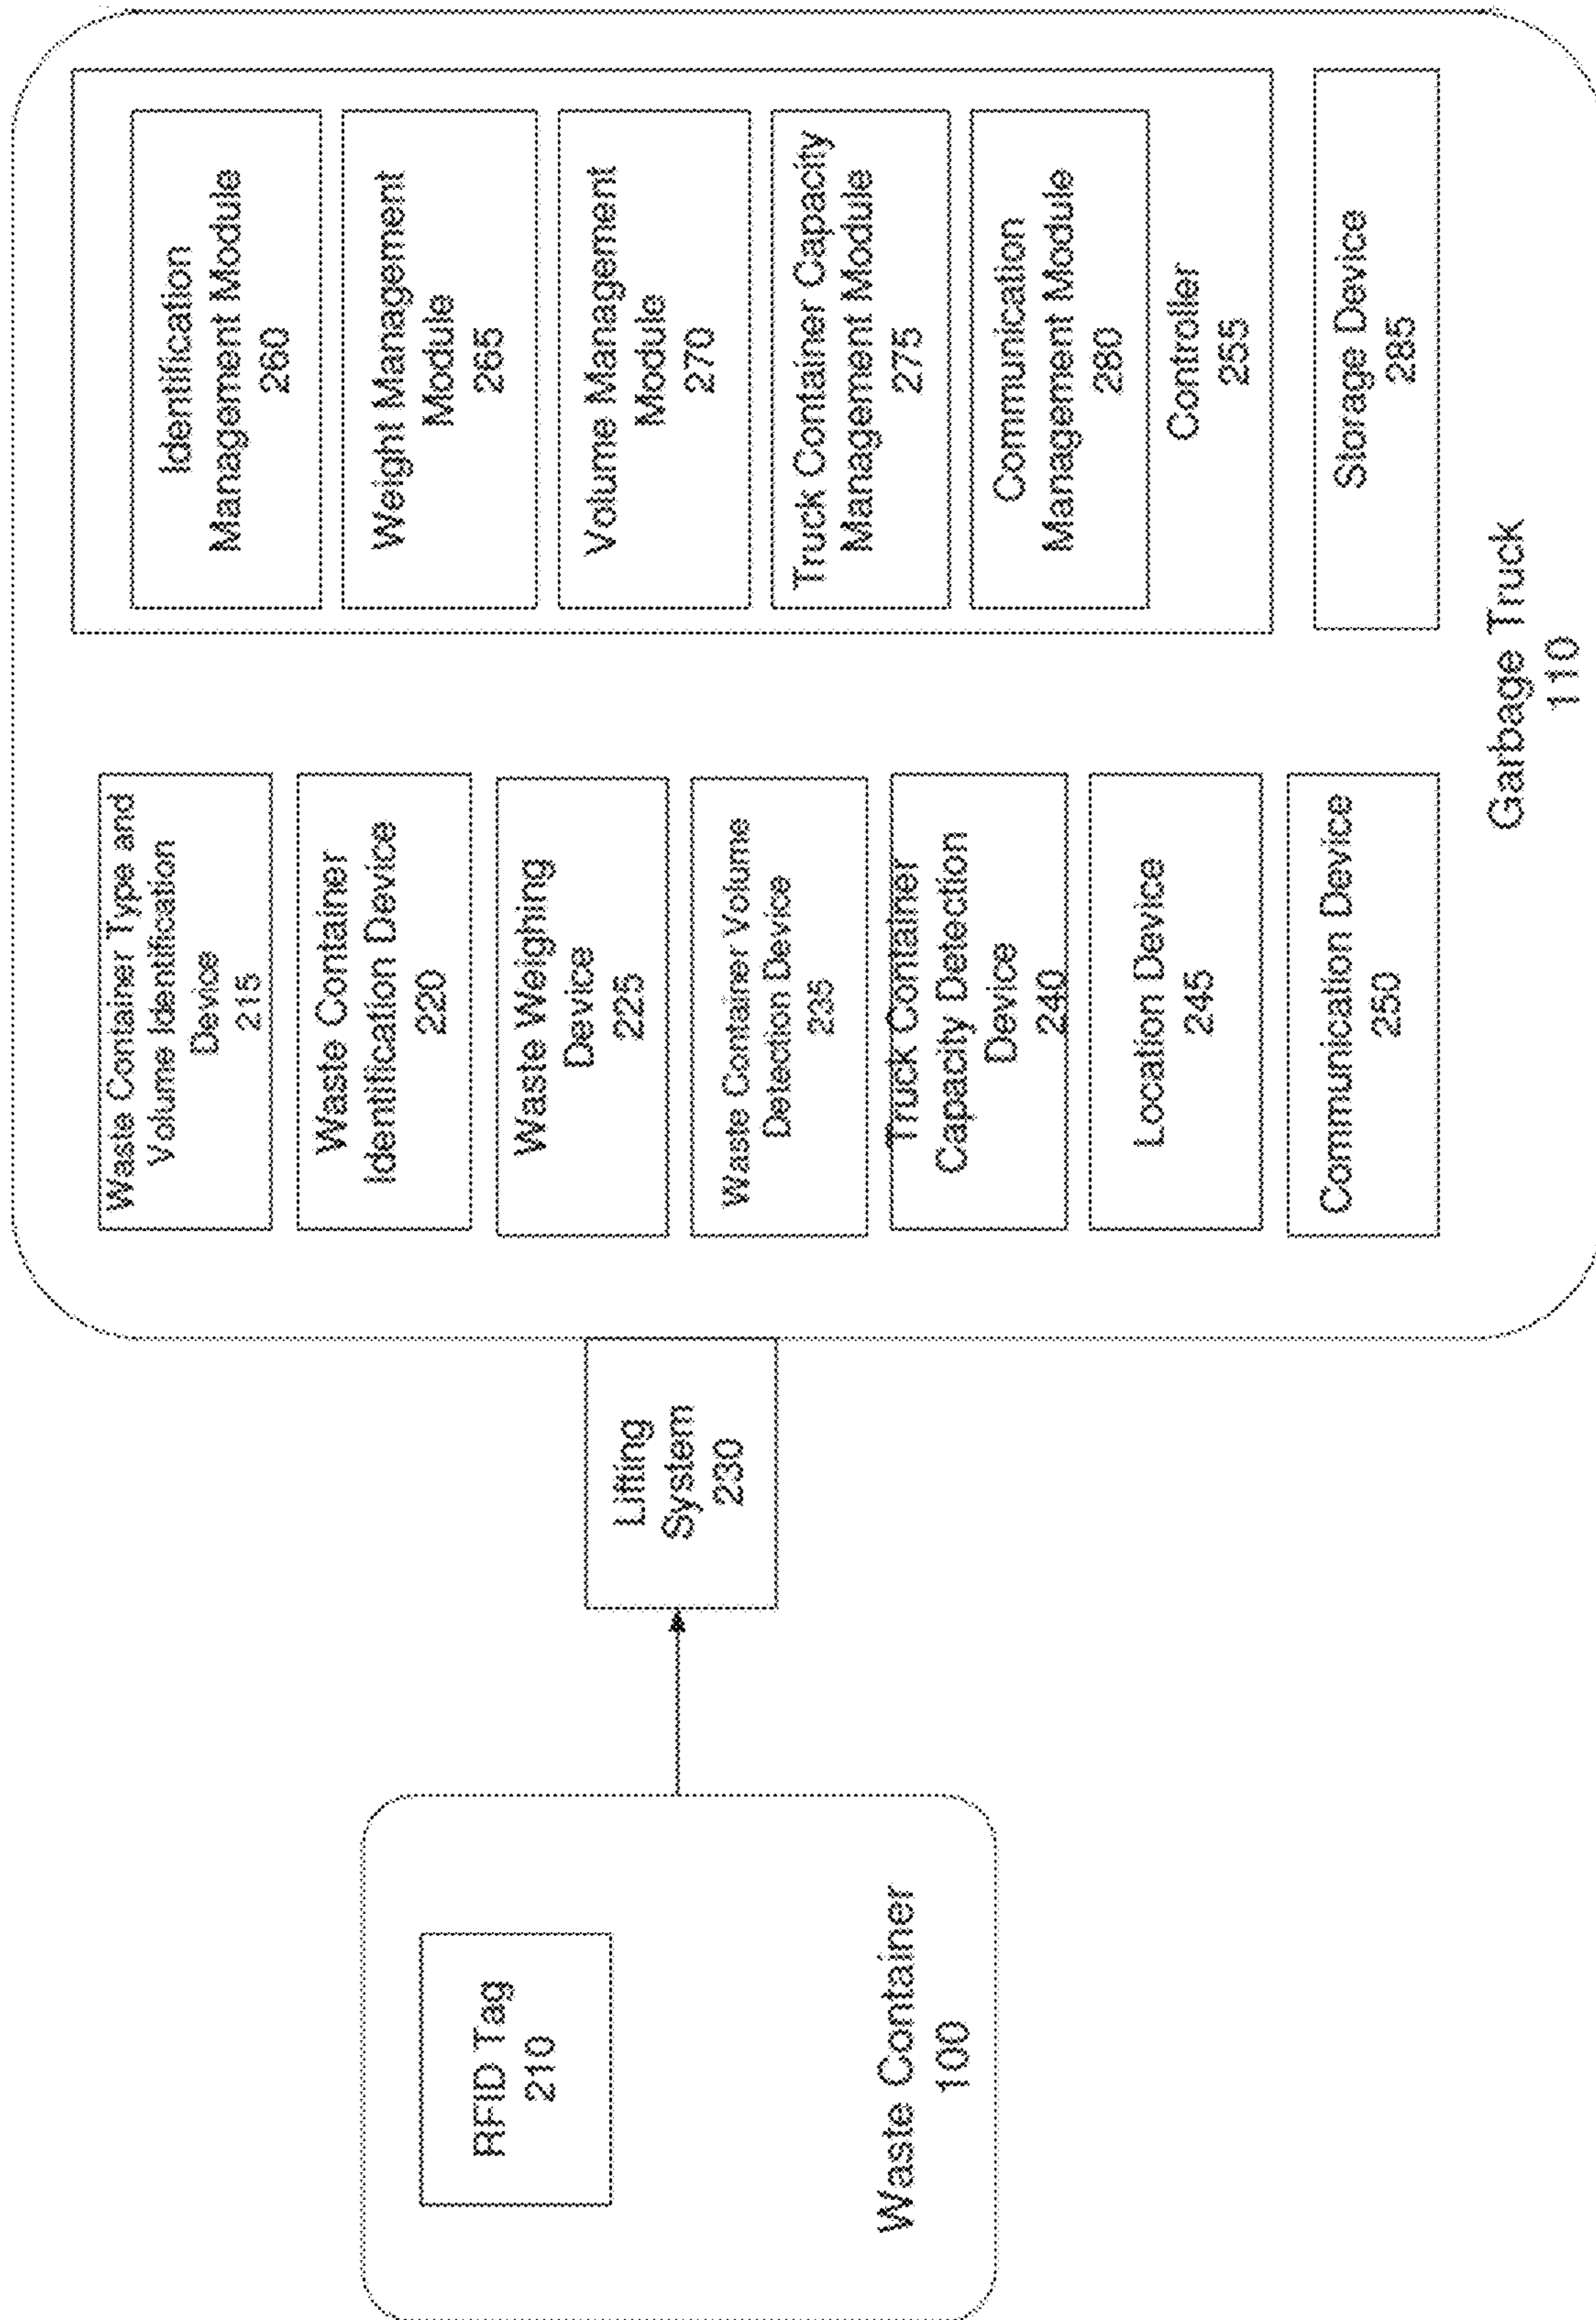 RFID Tag
210
Waste Container
100
Lifting
System
230
Waste Container Type and
Volume Identification
Device
215
Waste Container
Identification Device
220
Waste Weighing
Device
225
Waste Container Volume
Detection Device
235
Truck Container
Capacity Detection
Device
240
Location Device
245
Communication Device
250
Identification
Management Module
260
Weight Management
Module
265
Volume Management
Module
270
Truck Container Capacity
Management Module
275
Communication
Management Module
280
Controller
255
Storage Device
285
Garbage Truck
110